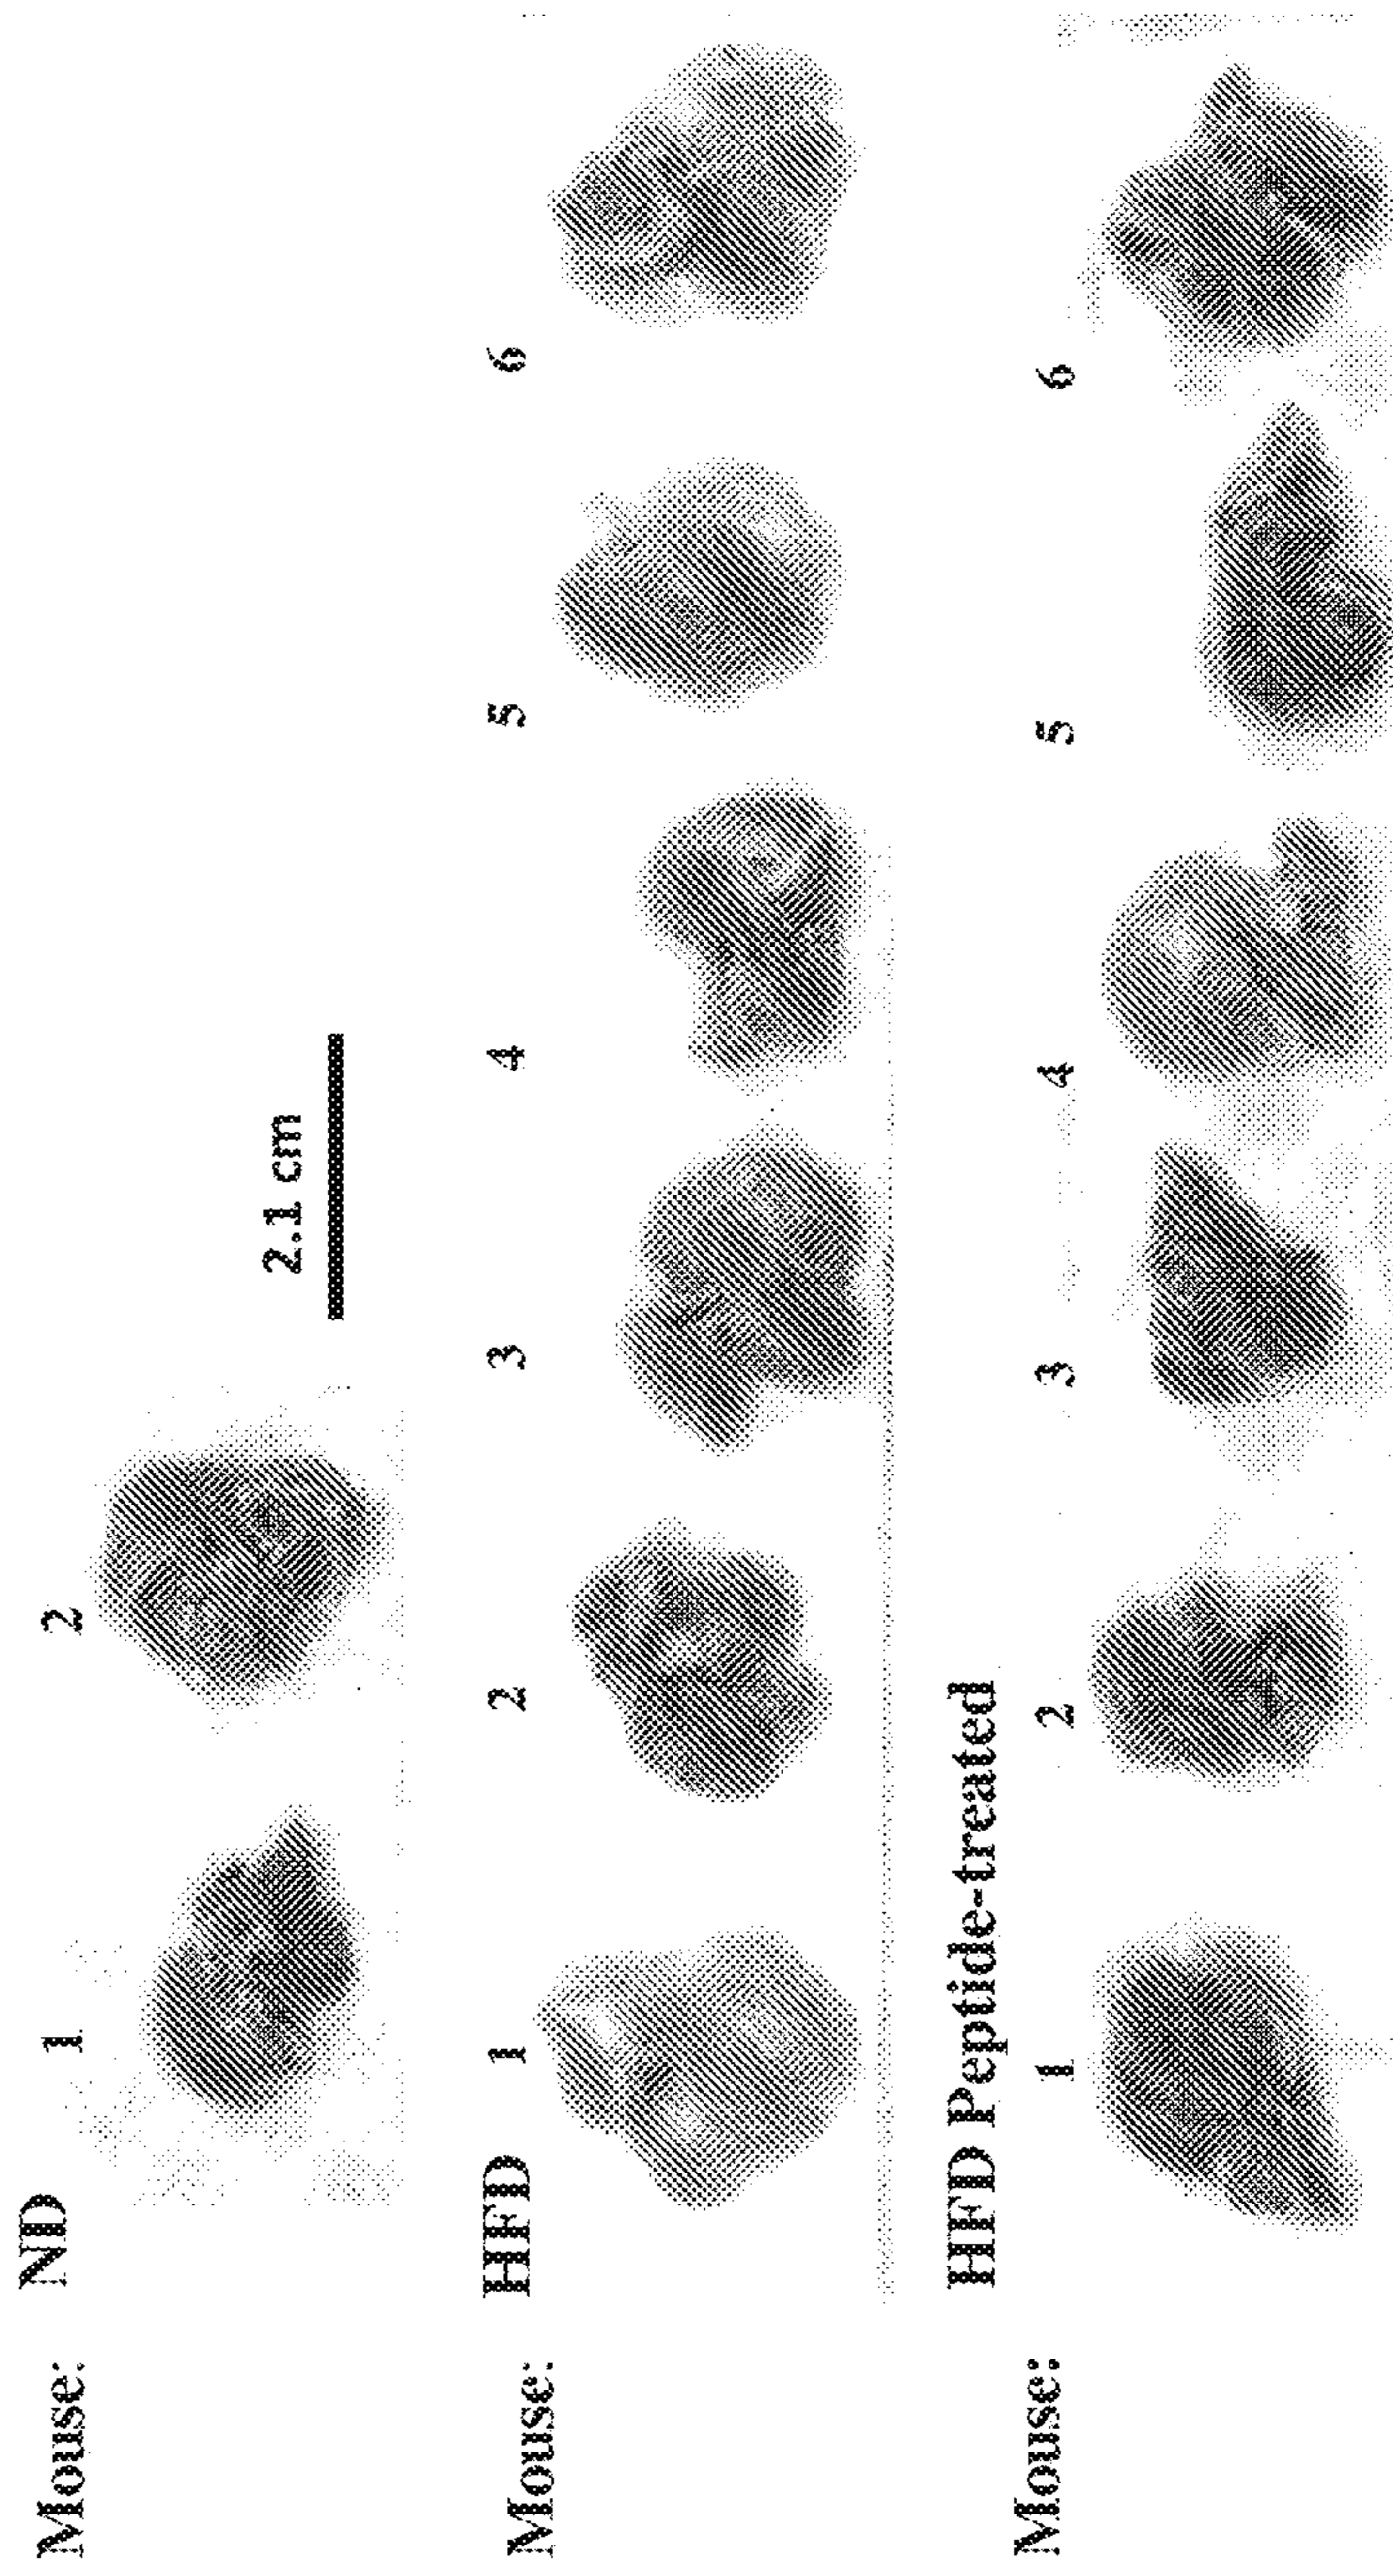 ND
Mouse: 1 2
2.1 cm
HFD
Mouse: 1 2 3 4 5 6
HFD Peptide-treated
Mouse: 1 2 3 4 5 6